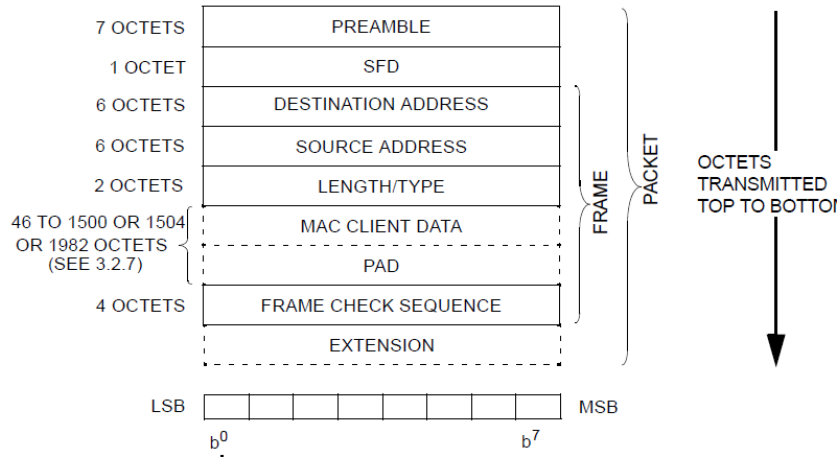 7 OCTETS PREAMBLE
1 OCTET SFD
6 OCTETS DESTINATION ADDRESS
6 OCTETS SOURCE ADDRESS
2 OCTETS LENGTH/TYPE
46 TO 1500 OR 1504
OR 1982 OCTETS
(SEE 3.2.7)
MAC CLIENT DATA
PAD
4 OCTETS FRAME CHECK SEQUENCE
EXTENSION
FRAME
PACKET
OCTETS
TRANSMITTED
TOP TO BOTTOM
LSB MSB
b0 b7